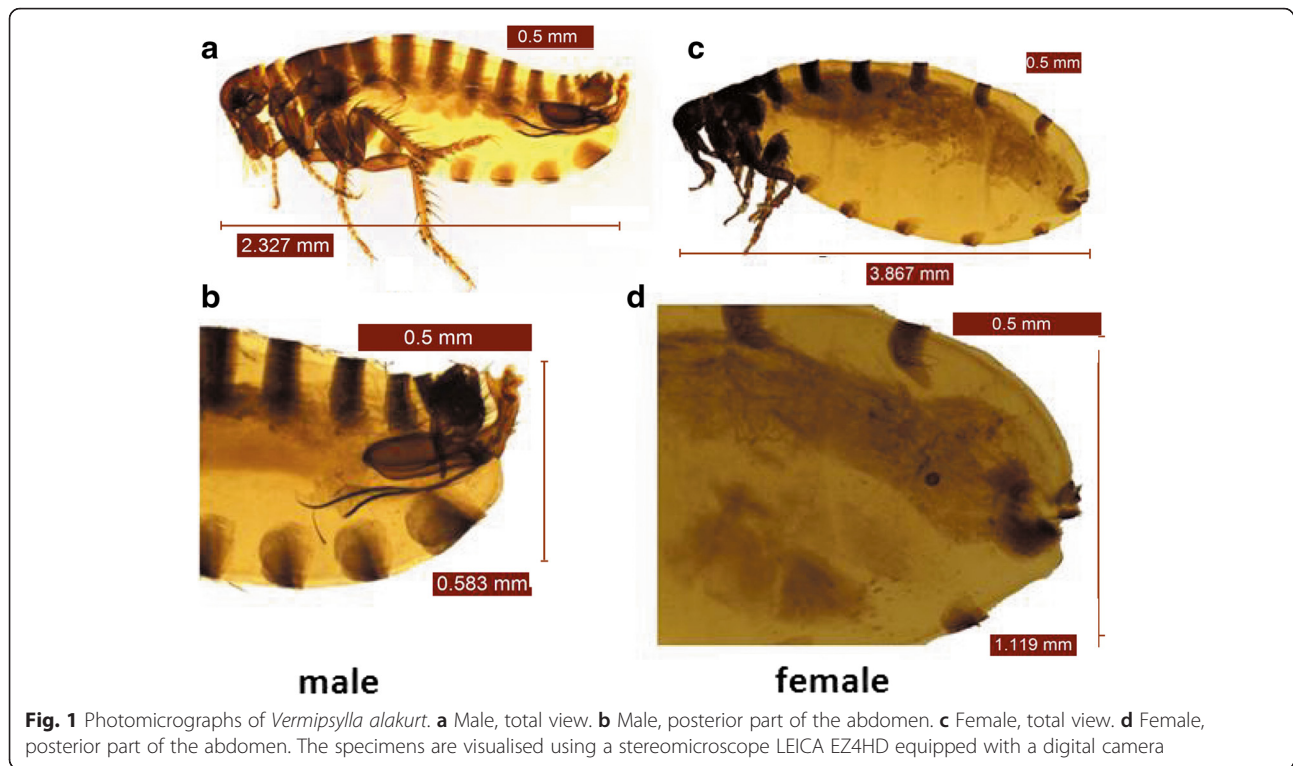 a
0.5 mm
2.327 mm
c
0.5 mm
3.867 mm
b
0.5 mm
0.583 mm
d
0.5 mm
1.119 mm
male
female
Fig. 1 Photomicrographs of Vermipsylla alakurt. a Male, total view. b Male, posterior part of the abdomen. c Female, total view. d Female,
posterior part of the abdomen. The specimens are visualised using a stereomicroscope LEICA EZ4HD equipped with a digital camera